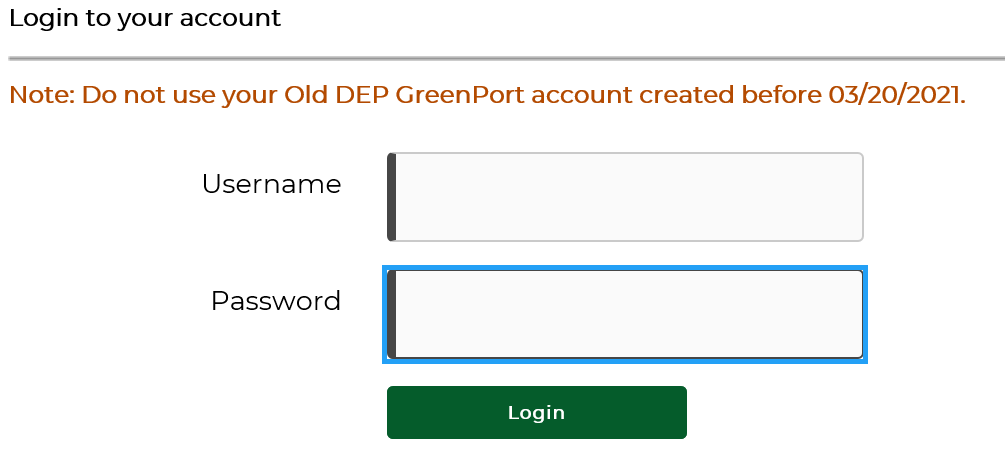 Login to your account
Note: Do not use your Old DEP GreenPort account created before 03/20/2021.
Username
Password
Login